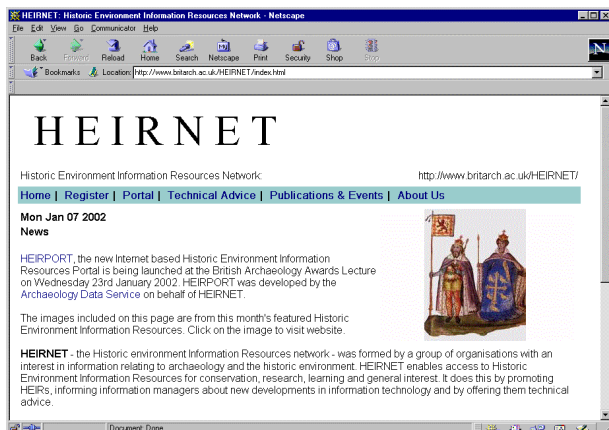 HEIRNET: Historic Environment Information Resources Network - Netscape
File Edit View Go Communicator Help
Back Forward Reload Home Search Netscape Print Security Shop Stop
N
Bookmarks Location: http://www.britarch.ac.uk/HEIRNET/index.html
HEIRNET
Historic Environment Information Resources Network: http://www.britarch.ac.uk/HEIRNET/
Home | Register | Portal | Technical Advice | Publications & Events | About Us
Mon Jan 07 2002
News
HEIRPORT, the new Internet based Historic Environment Information
Resources Portal is being launched at the British Archaeology Awards Lecture
on Wednesday 23rd January 2002. HEIRPORT was developed by the
Archaeology Data Service on behalf of HEIRNET.
The images included on this page are from this month's featured Historic
Environment Information Resources. Click on the image to visit website.
HEIRNET - the Historic environment Information Resources network - was formed by a group of organisations with an
interest in information relating to archaeology and the historic environment. HEIRNET enables access to Historic
Environment Information Resources for conservation, research, learning and general interest. It does this by promoting
HEIRs, informing information managers about new developments in information technology and by offering them technical
advice.
Document: Done